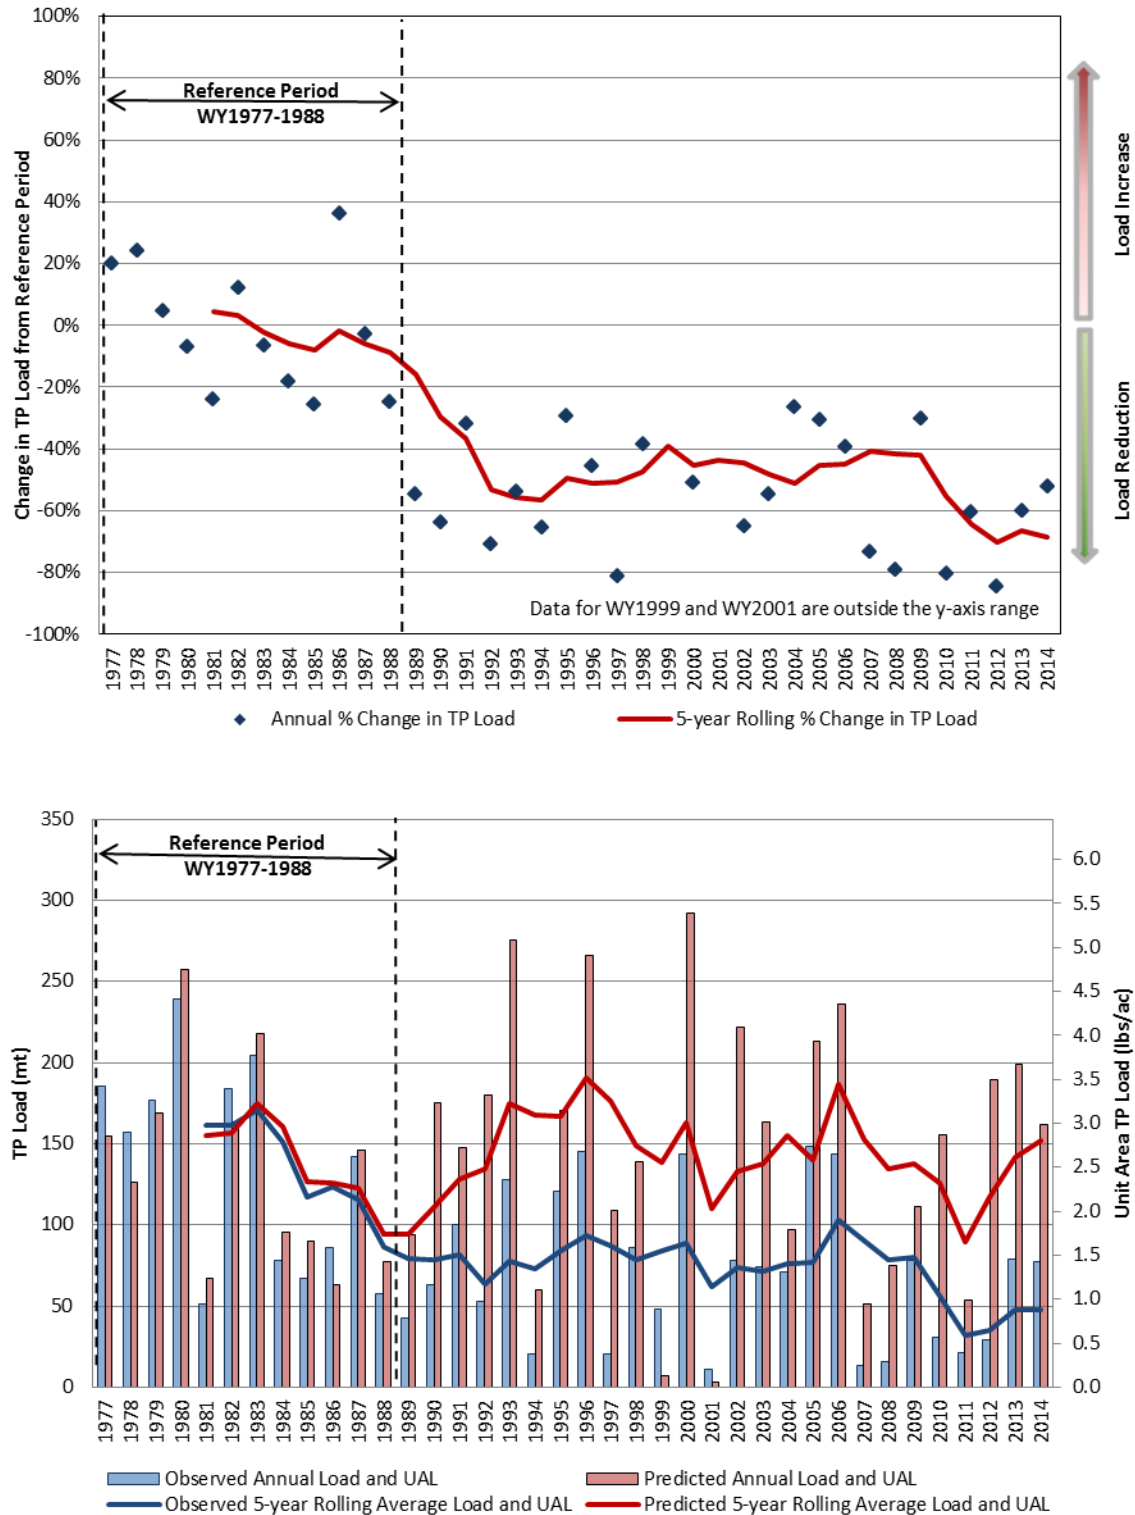 100%
80%
60%
40%
20%
0%
-20%
-40%
-60%
-80%
-100%
Change in TP Load from Reference Period
Reference Period
WY1977-1988
Load Increase
Load Reduction
Data for WY1999 and WY2001 are outside the y-axis range
1977 1978 1979 1980 1981 1982 1983 1984 1985 1986 1987 1988 1989 1990 1991 1992 1993 1994 1995 1996 1997 1998 1999 2000 2001 2002 2003 2004 2005 2006 2007 2008 2009 2010 2011 2012 2013 2014
Annual % Change in TP Load 5-year Rolling % Change in TP Load
350
300
250
200
150
100
50
0
TP Load (mt)
Reference Period
WY1977-1988
6.0
5.5
5.0
4.5
4.0
3.5
3.0
2.5
2.0
1.5
1.0
0.5
0.0
Unit Area TP Load (lbs/ac)
1977 1978 1979 1980 1981 1982 1983 1984 1985 1986 1987 1988 1989 1990 1991 1992 1993 1994 1995 1996 1997 1998 1999 2000 2001 2002 2003 2004 2005 2006 2007 2008 2009 2010 2011 2012 2013 2014
Observed Annual Load and UAL Predicted Annual Load and UAL
Observed 5-year Rolling Average Load and UAL Predicted 5-year Rolling Average Load and UAL